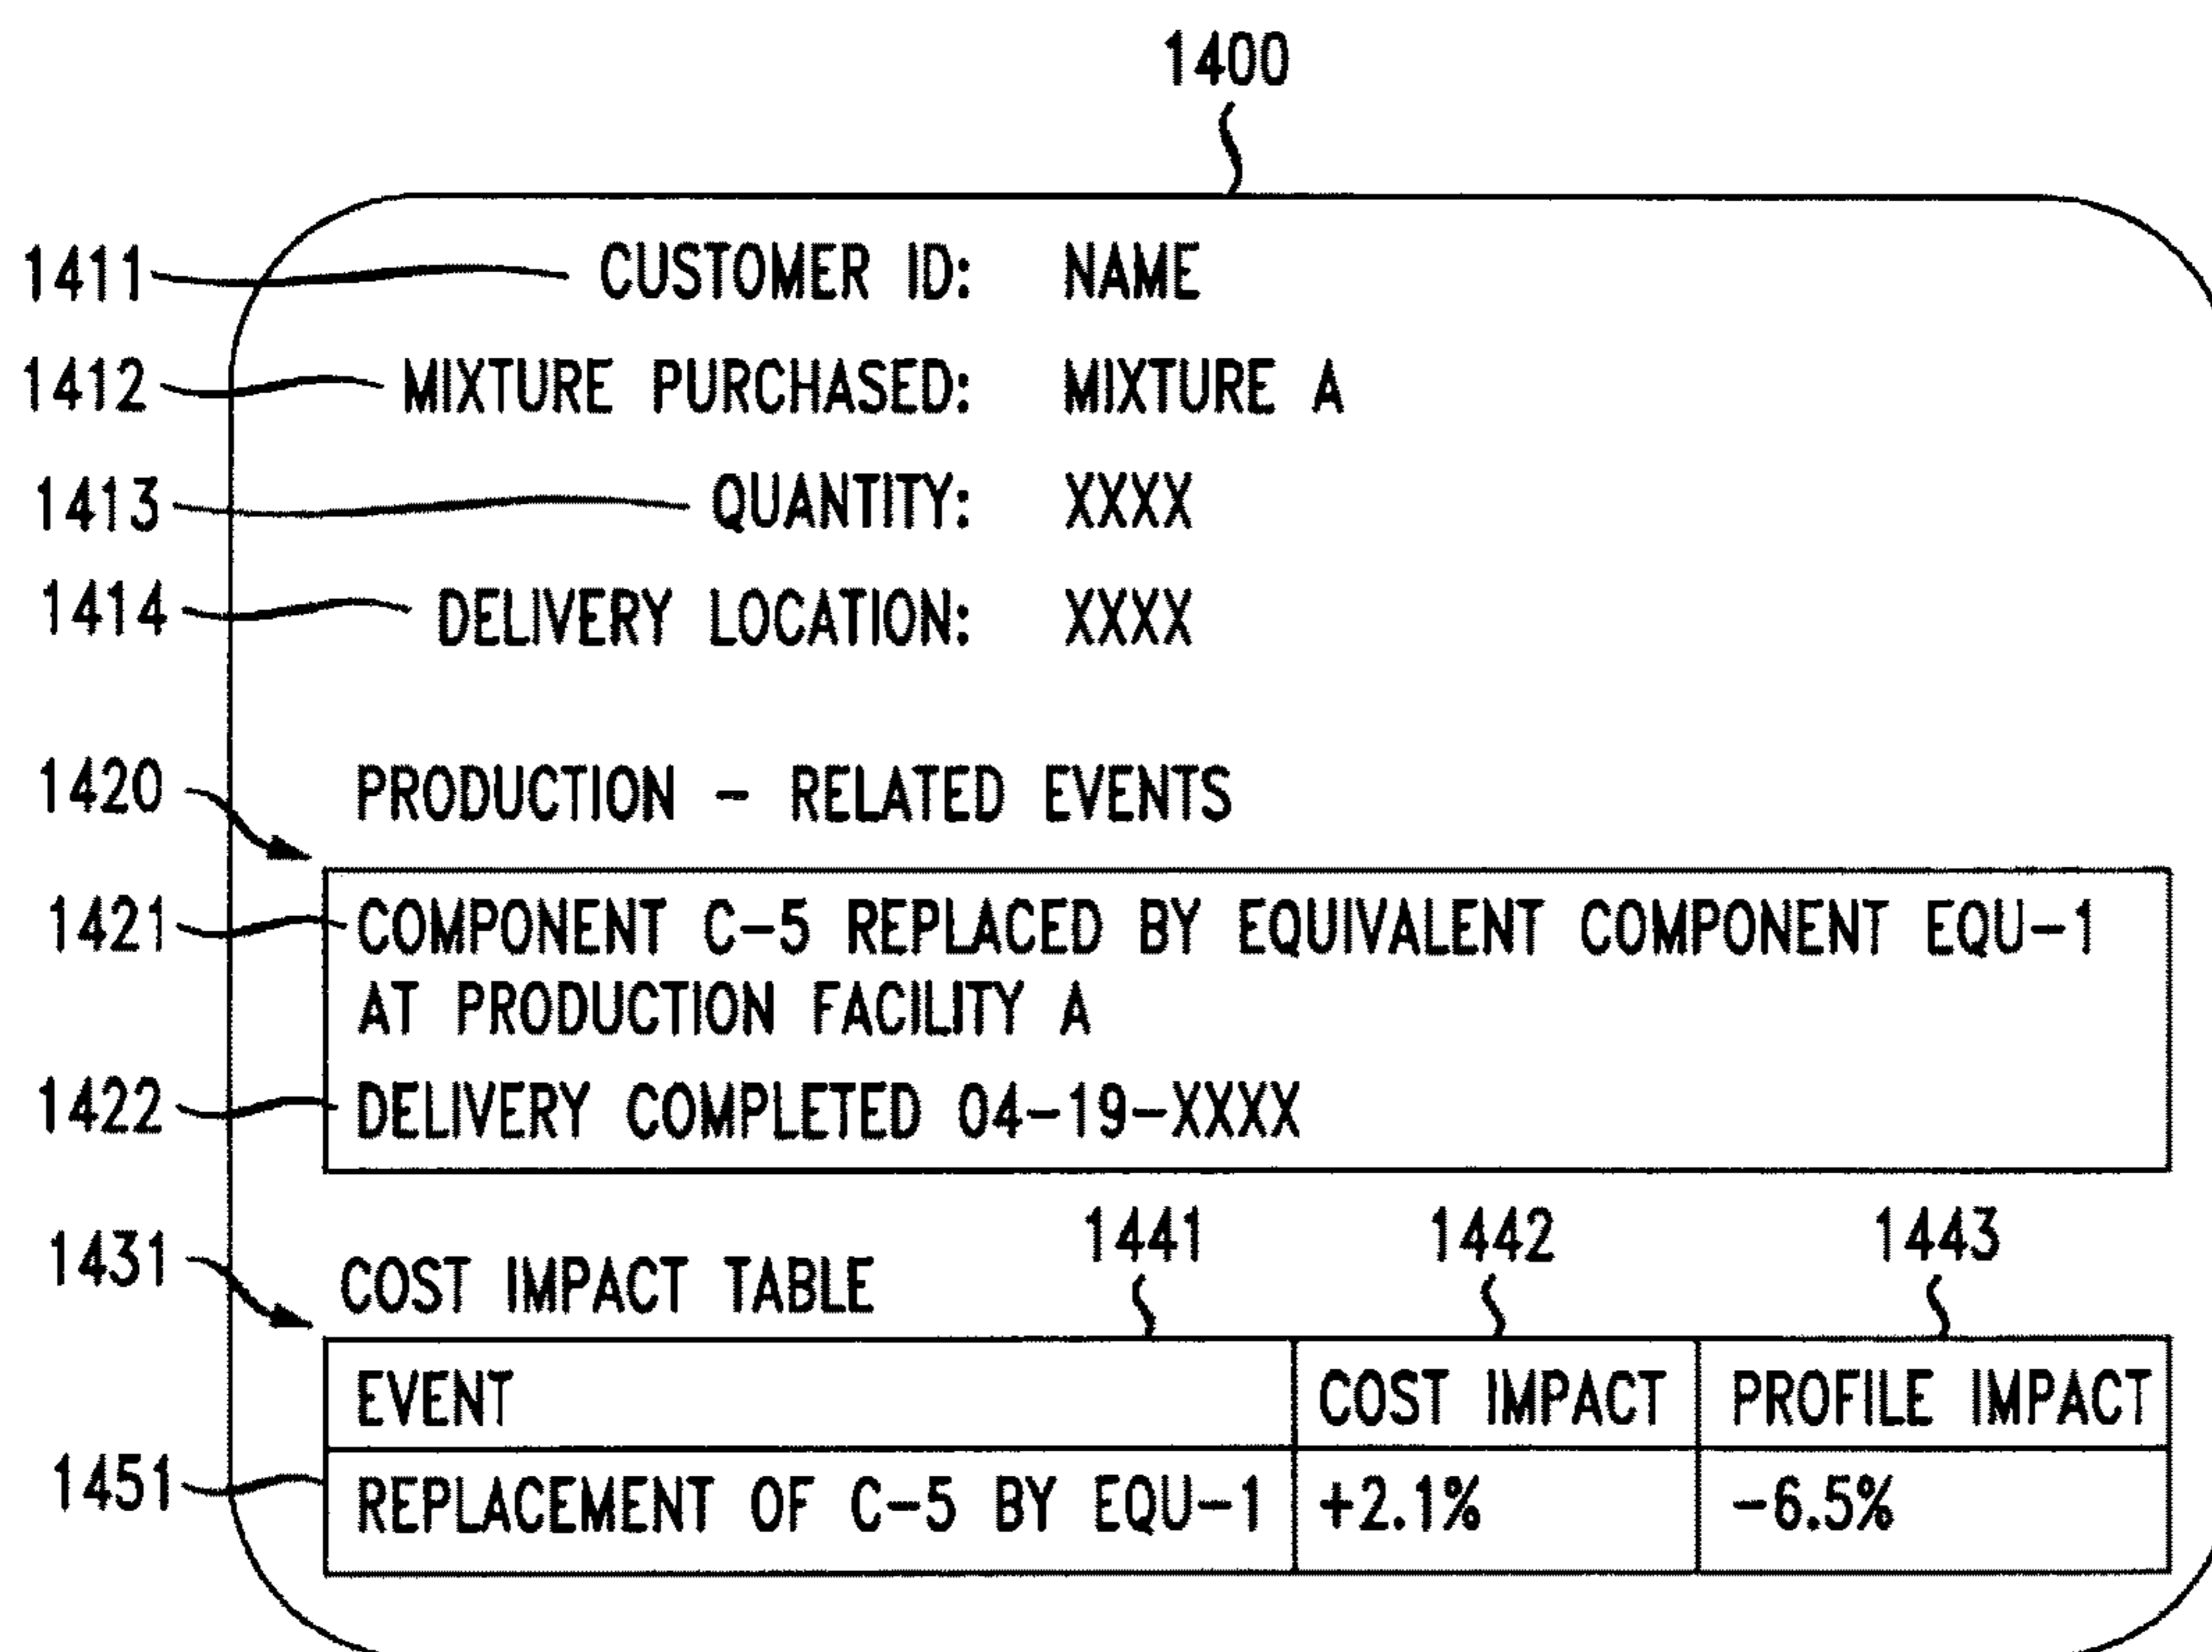 1400
1411 CUSTOMER ID: NAME
1412 MIXTURE PURCHASED: MIXTURE A
1413 QUANTITY: XXXX
1414 DELIVERY LOCATION: XXXX
1420 PRODUCTION - RELATED EVENTS
1421 COMPONENT C-5 REPLACED BY EQUIVALENT COMPONENT EQU-1
AT PRODUCTION FACILITY A
1422 DELIVERY COMPLETED 04-19-XXXX
1441 1442 1443
1431 COST IMPACT TABLE
EVENT COST IMPACT PROFILE IMPACT
1451 REPLACEMENT OF C-5 BY EQU-1 +2.1% -6.5%